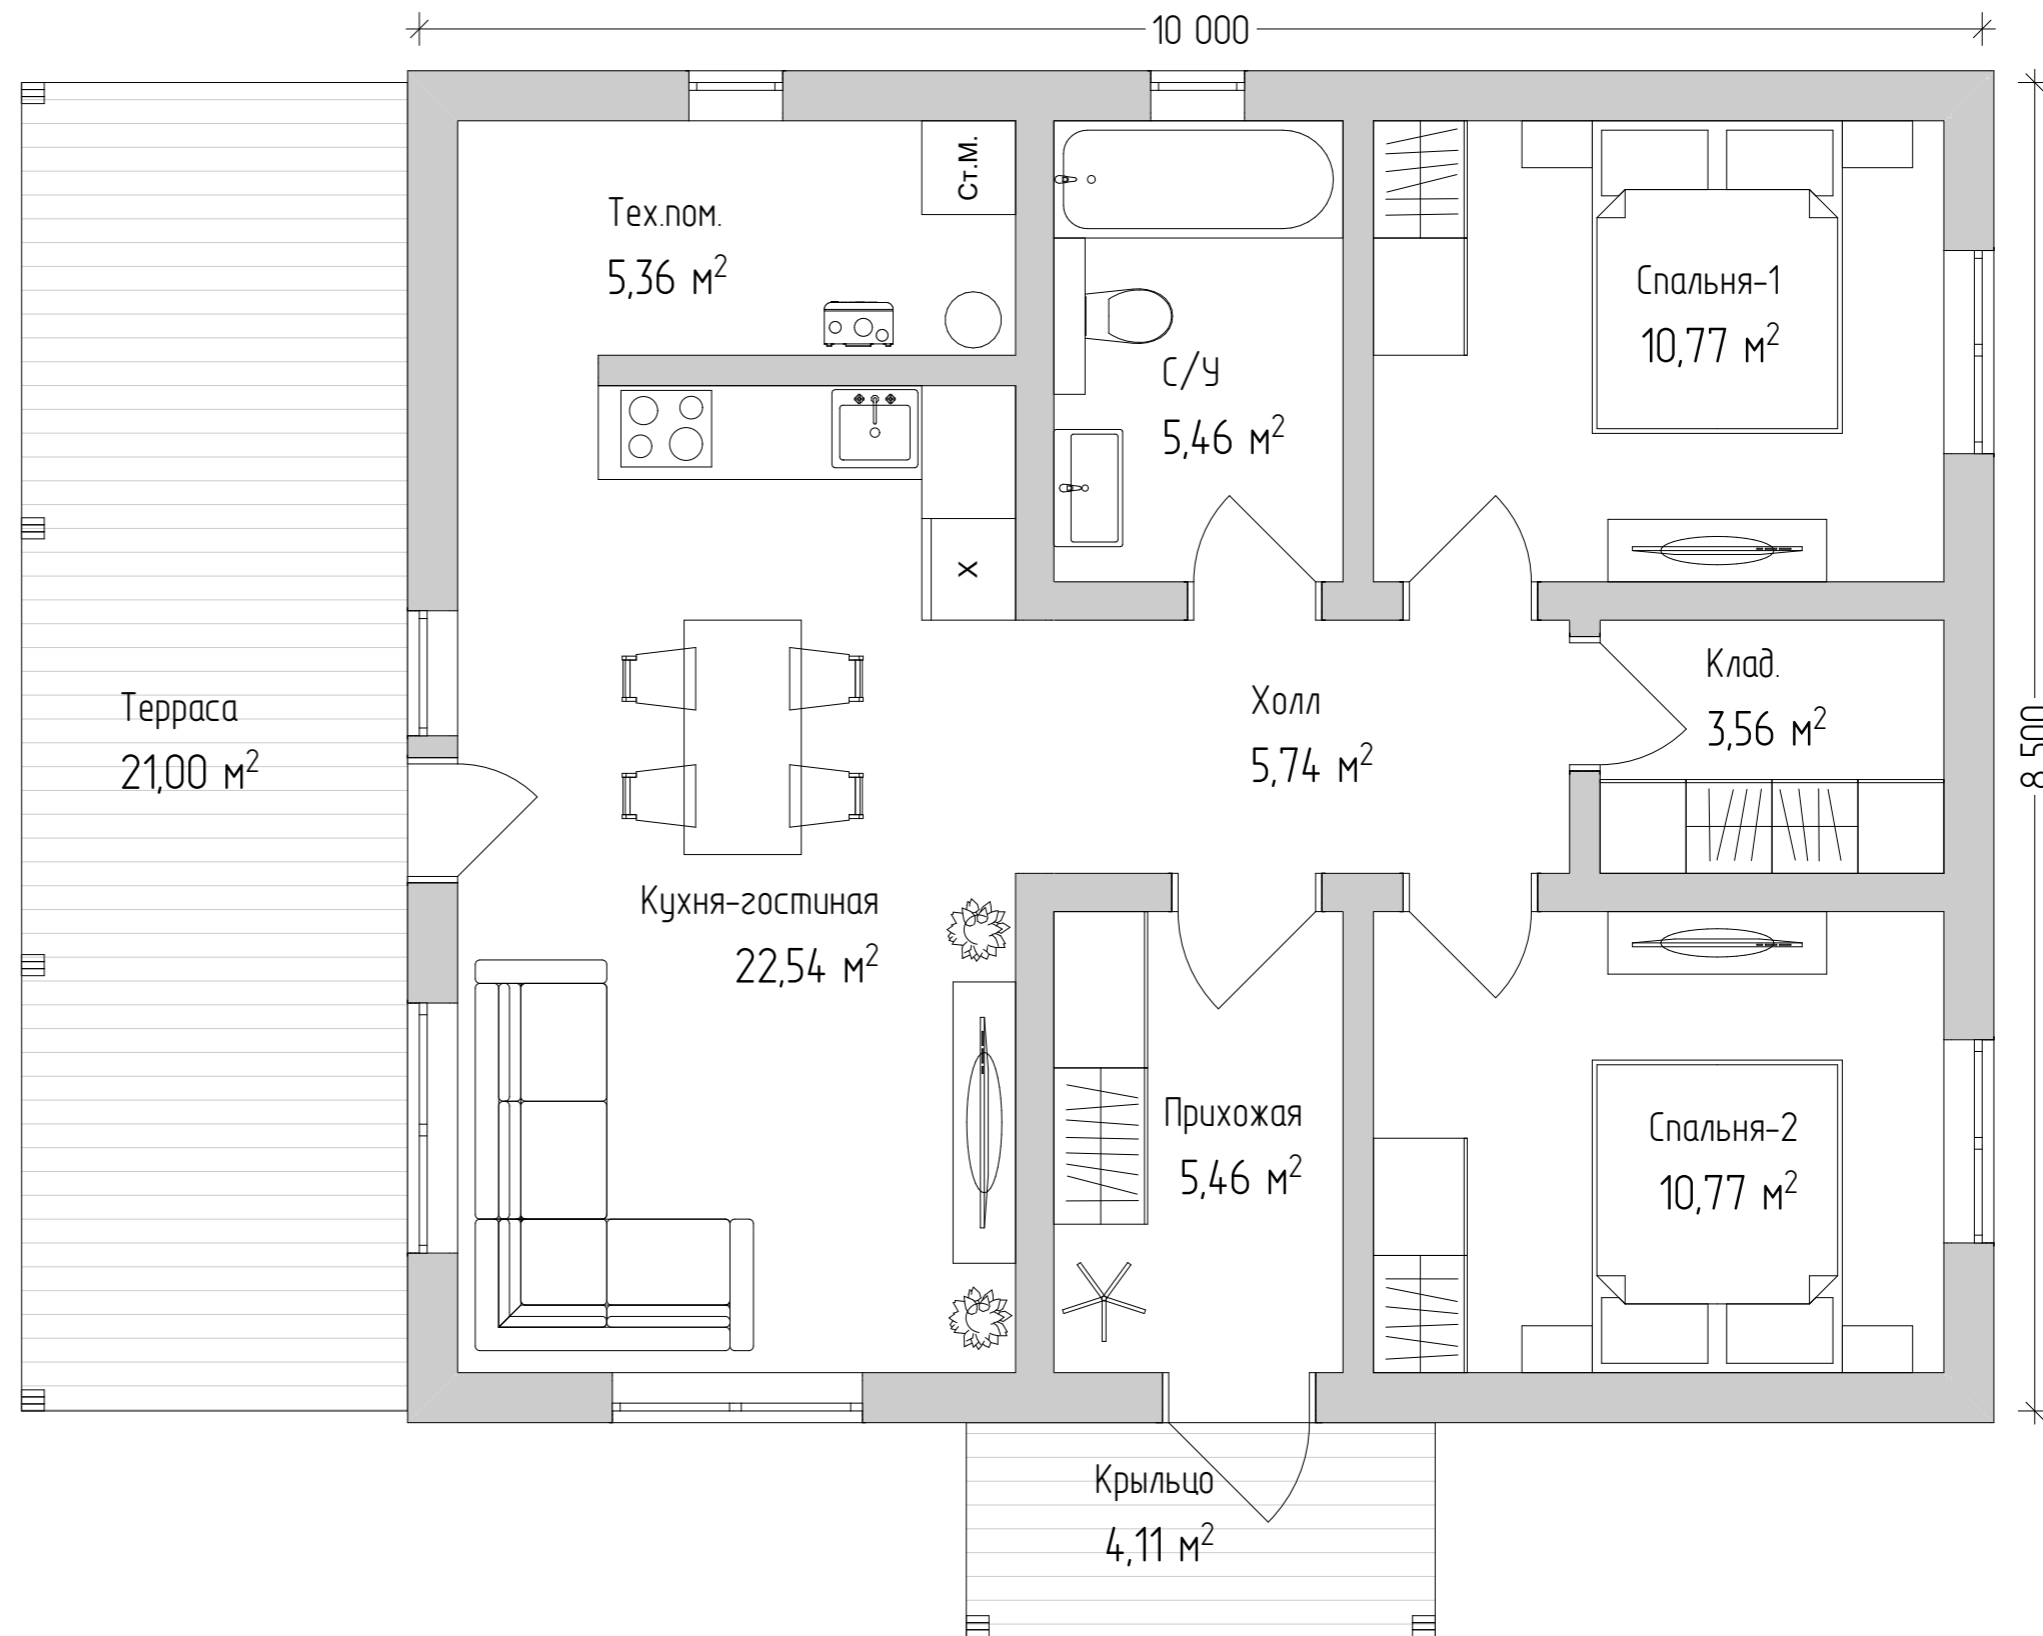 10 000
Ст.М.
Тех.пом.
5,36 м²
Спальня-1
10,77 м²
С/У
5,46 м²
Х
Клад.
3,56 м²
Холл
5,74 м²
8 500
Терраса
21,00 м²
Кухня-гостиная
22,54 м²
Прихожая
5,46 м²
Спальня-2
10,77 м²
Крыльцо
4,11 м²